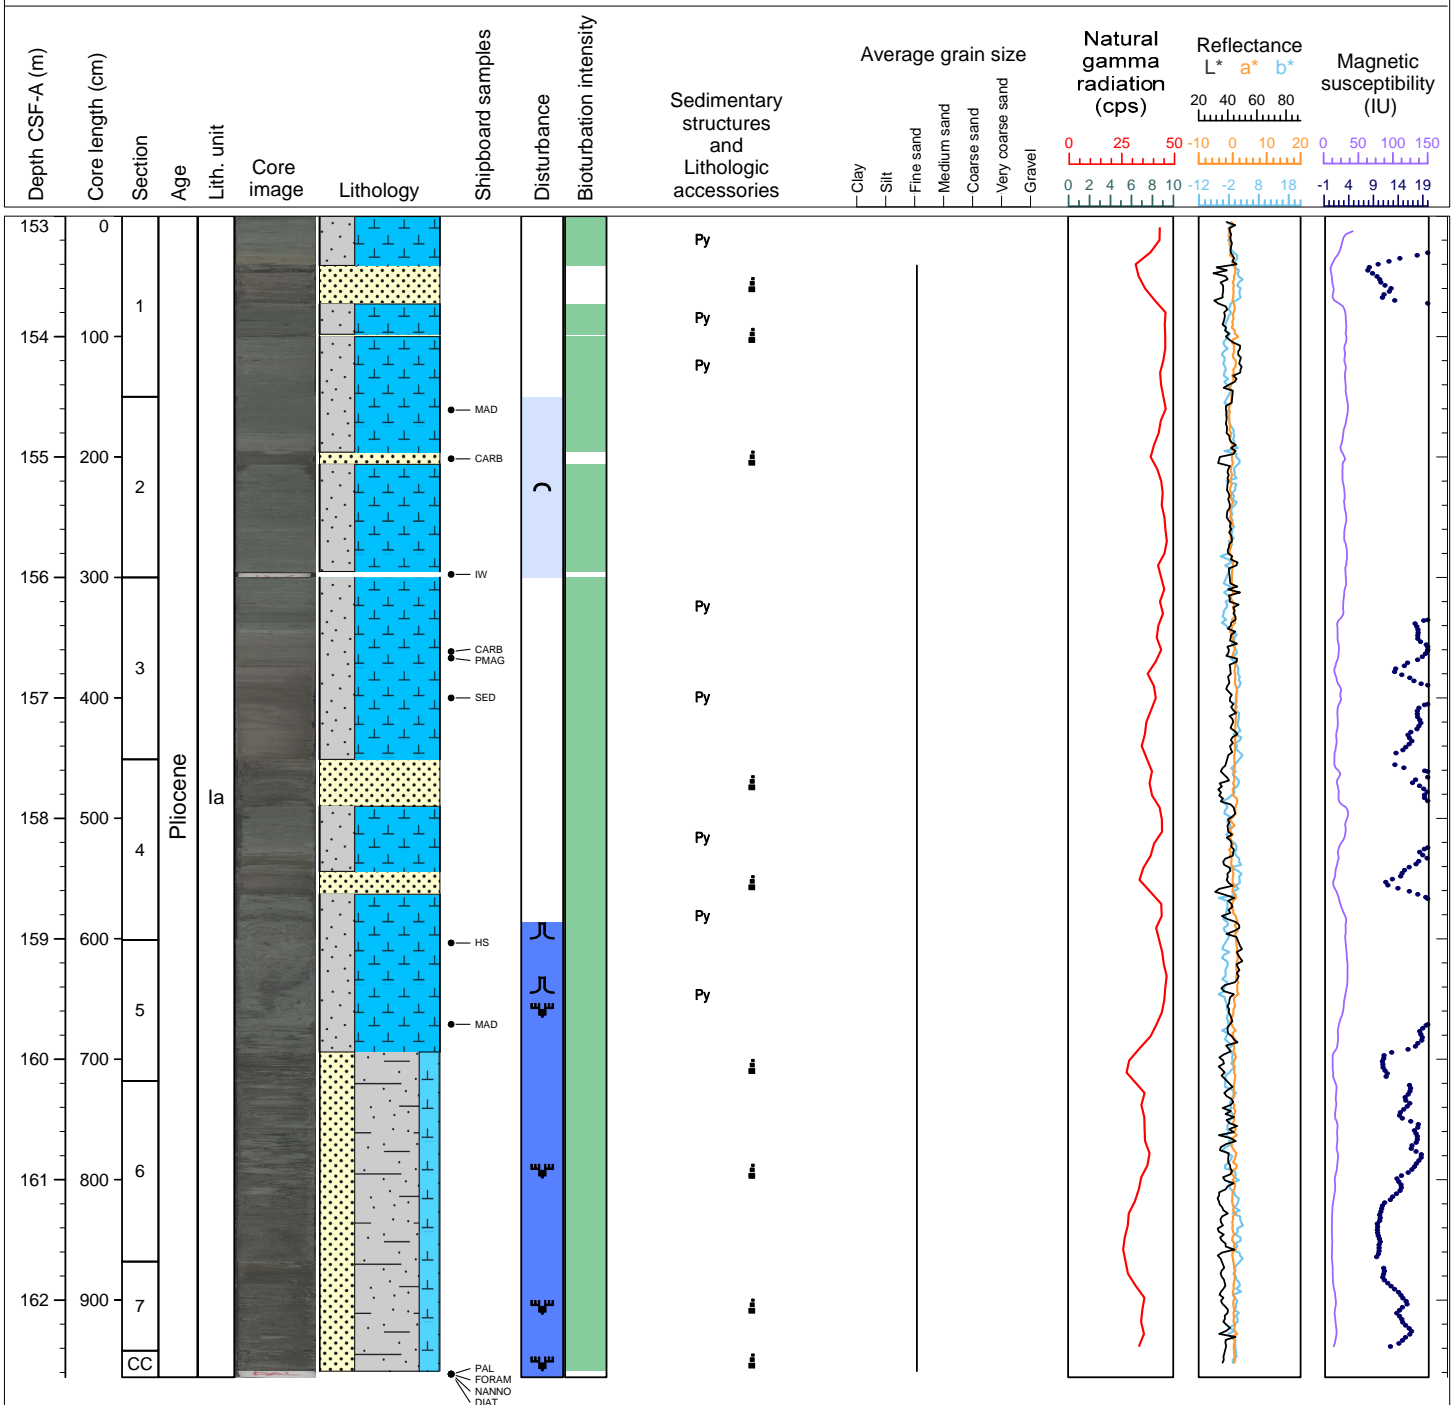 Depth CSF-A (m)
Core length (cm)
Section
Age
Lith. unit
Core
image
Lithology
Shipboard samples
Disturbance
Bioturbation intensity
Sedimentary
structures
and
Lithologic
accessories
Average grain size
Clay
Silt
Fine sand
Medium sand
Coarse sand
Very coarse sand
Gravel
Natural
gamma
radiation
(cps)
0 25 50
0 2 4 6 8 10
Reflectance
L* a* b*
20 40 60 80
-10 0 10 20
-12 -2 8 18
Magnetic
susceptibility
(IU)
0 50 100 150
-1 4 9 14 19
153
154
155
156
157
158
159
160
161
162
0
100
200
300
400
500
600
700
800
900
1
2
3
4
5
6
7
CC
Pliocene
Ia
MAD
CARB
IW
CARB
PMAG
SED
HS
MAD
PAL
FORAM
NANNO
DIAT
Py
Py
Py
Py
Py
Py
Py
Py